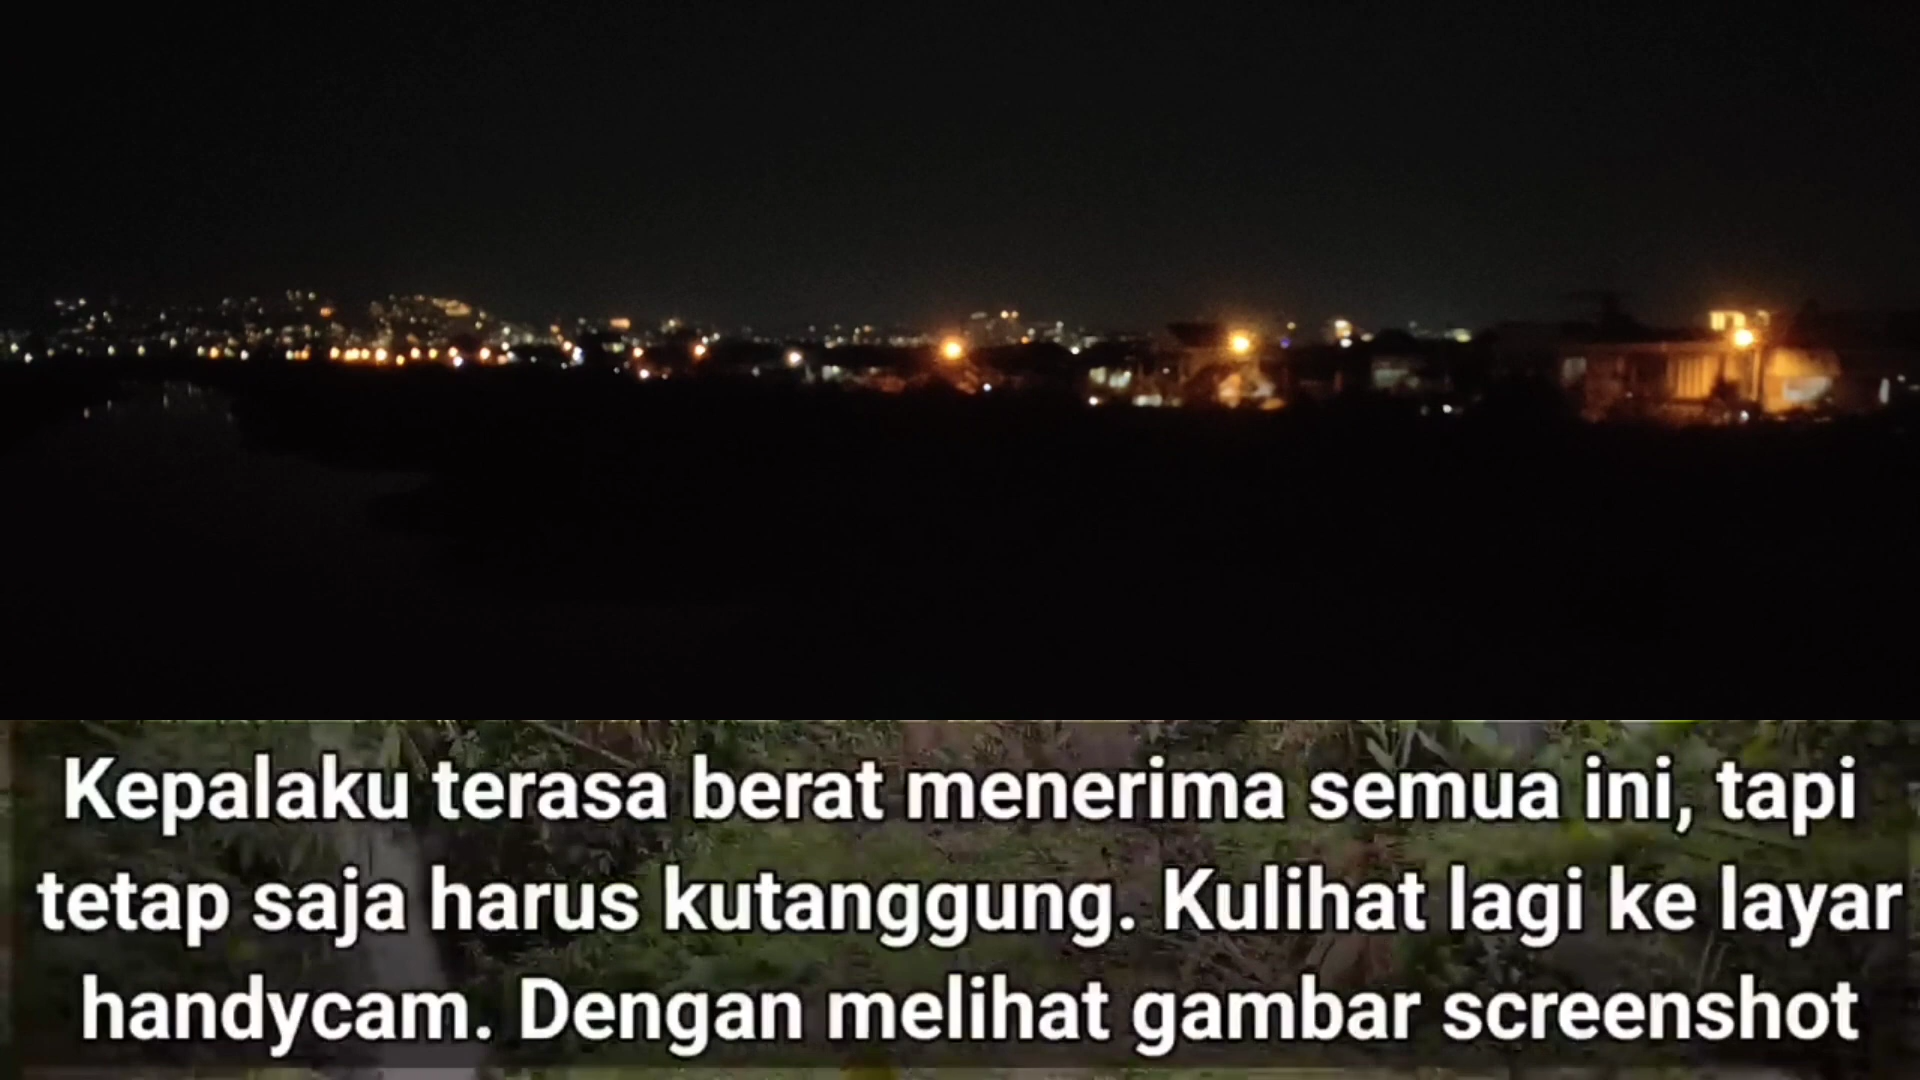 Kepalaku terasa berat menerima semua ini, tapi
tetap saja harus kutanggung. Kulihat lagi ke layar
handycam. Dengan melihat gambar screenshot